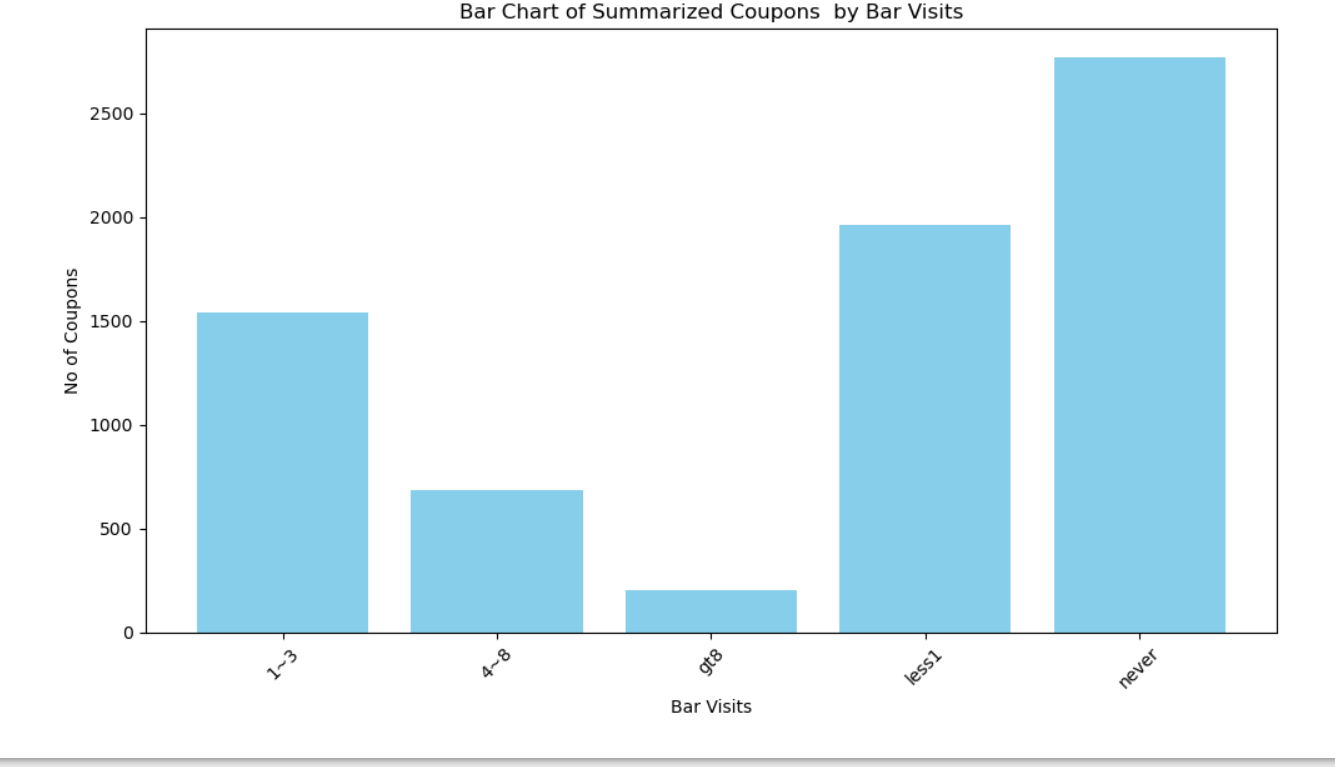 Bar Chart of Summarized Coupons  by Bar Visits
No of Coupons
2500
2000
1500
1000
500
0
1~3
4~8
gt8
less1
never
Bar Visits